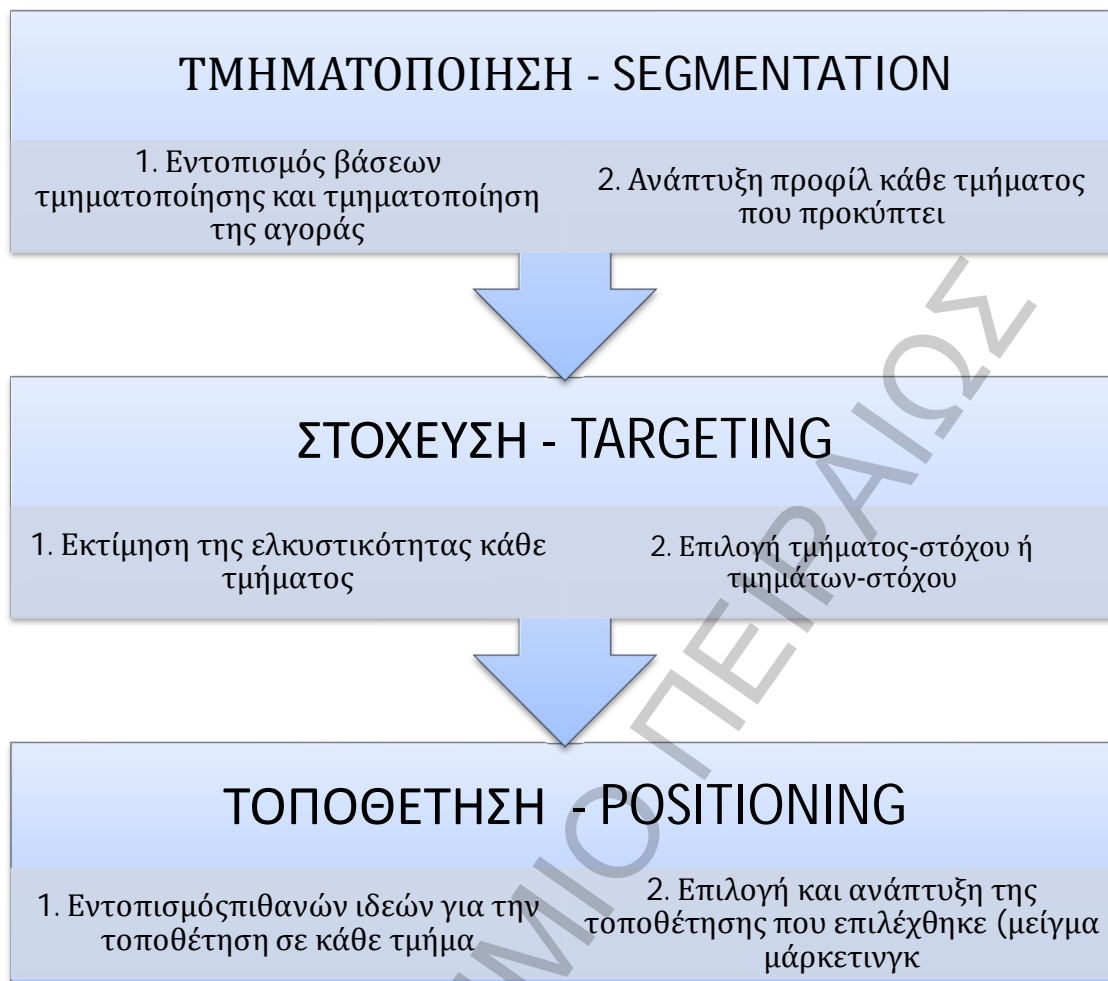 ΤΜΗΜΑΤΟΠΟΙΗΣΗ - SEGMENTATION
1. Εντοπισμός βάσεων
τμηματοποίησης και τμηματοποίηση
της αγοράς
2. Ανάπτυξη προφίλ κάθε τμήματος
που προκύπτει
ΣΤΟΧΕΥΣΗ - TARGETING
1. Εκτίμηση της ελκυστικότητας κάθε
τμήματος
2. Επιλογή τμήματος-στόχου ή
τμημάτων-στόχου
ΤΟΠΟΘΕΤΗΣΗ - POSITIONING
1. Εντοπισμόςπιθανών ιδεών για την
τοποθέτηση σε κάθε τμήμα
2. Επιλογή και ανάπτυξη της
τοποθέτησης που επιλέχθηκε (μείγμα
μάρκετινγκ
ΜΙΟ ΠΕΙΡΑΙΩΣ